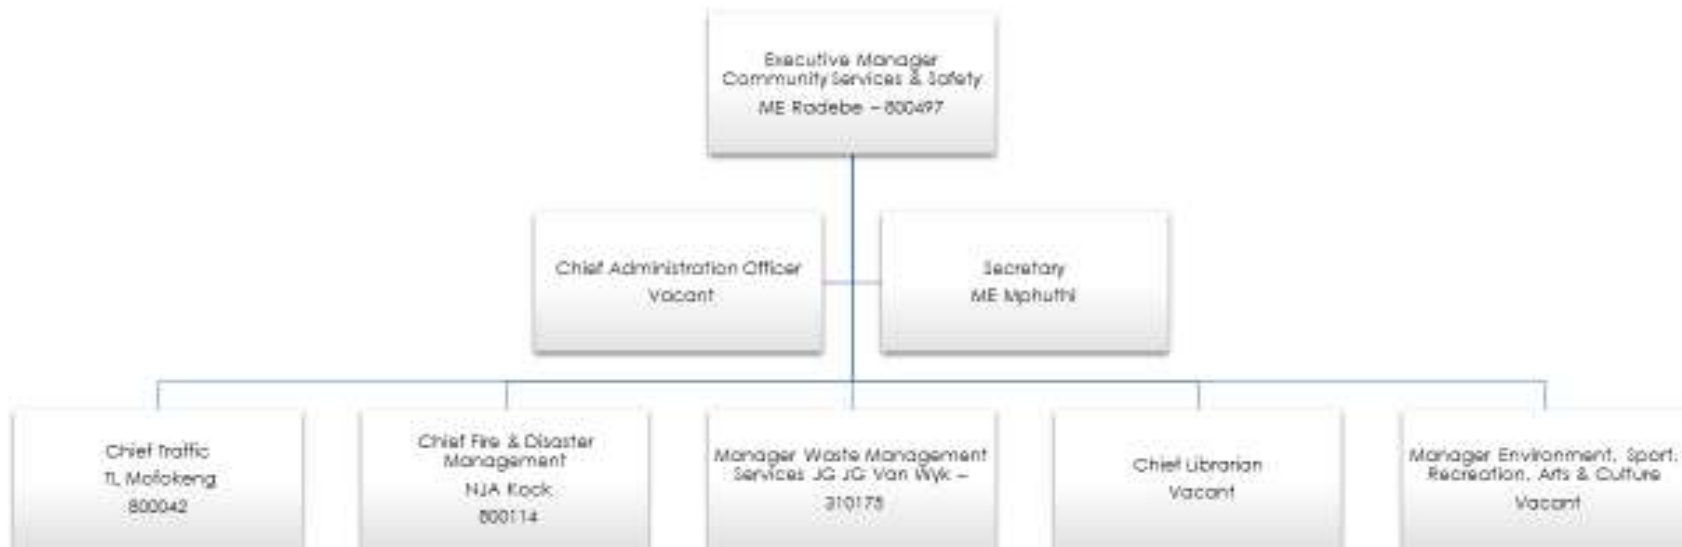 Executive Manager
Community Services & Safety
ME Radebe – 800497
Chief Administration Officer
Vacant
Secretary
ME Mphuthi
Chief Traffic
TL Mofokeng
800042
Chief Fire & Disaster
Management
NJA Kock
800114
Manager Waste Management
Services JG JG Van Wyk –
310175
Chief Librarian
Vacant
Manager Environment, Sport,
Recreation, Arts & Culture
Vacant